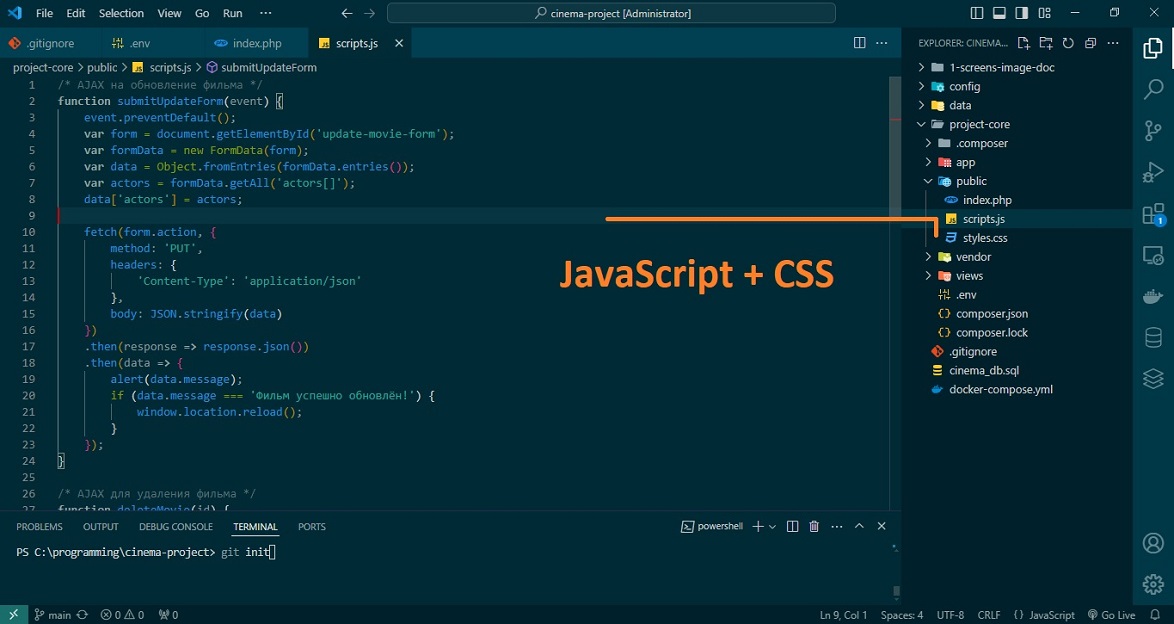 File Edit Selection View Go Run ··· cinema-project [Administrator]
.gitignore .env index.php JS scripts.js
project-core > public > JS scripts.js > submitUpdateForm
1 /* AJAX на обновление фильма */
2 function submitUpdateForm(event) {
3 event.preventDefault();
4 var form = document.getElementById('update-movie-form');
5 var formData = new FormData(form);
6 var data = Object.fromEntries(formData.entries());
7 var actors = formData.getAll('actors[]');
8 data['actors'] = actors;
9
10 fetch(form.action, {
11 method: 'PUT',
12 headers: {
13 'Content-Type': 'application/json'
14 },
15 body: JSON.stringify(data)
16 })
17 .then(response => response.json())
18 .then(data => {
19 alert(data.message);
20 if (data.message === 'Фильм успешно обновлён!') {
21 window.location.reload();
22 }
23 });
24 }
25
26 /* AJAX для удаления фильма */
27 function deleteMovie(id) {
JavaScript + CSS
EXPLORER: CINEMA...
1-screens-image-doc
config
data
project-core
.composer
app
public
index.php
JS scripts.js
styles.css
vendor
views
.env
composer.json
composer.lock
.gitignore
cinema_db.sql
docker-compose.yml
1
PROBLEMS OUTPUT DEBUG CONSOLE TERMINAL PORTS powershell
PS C:\programming\cinema-project> git init
main 0 0 0 Ln 9, Col 1 Spaces: 4 UTF-8 CRLF {} JavaScript Go Live